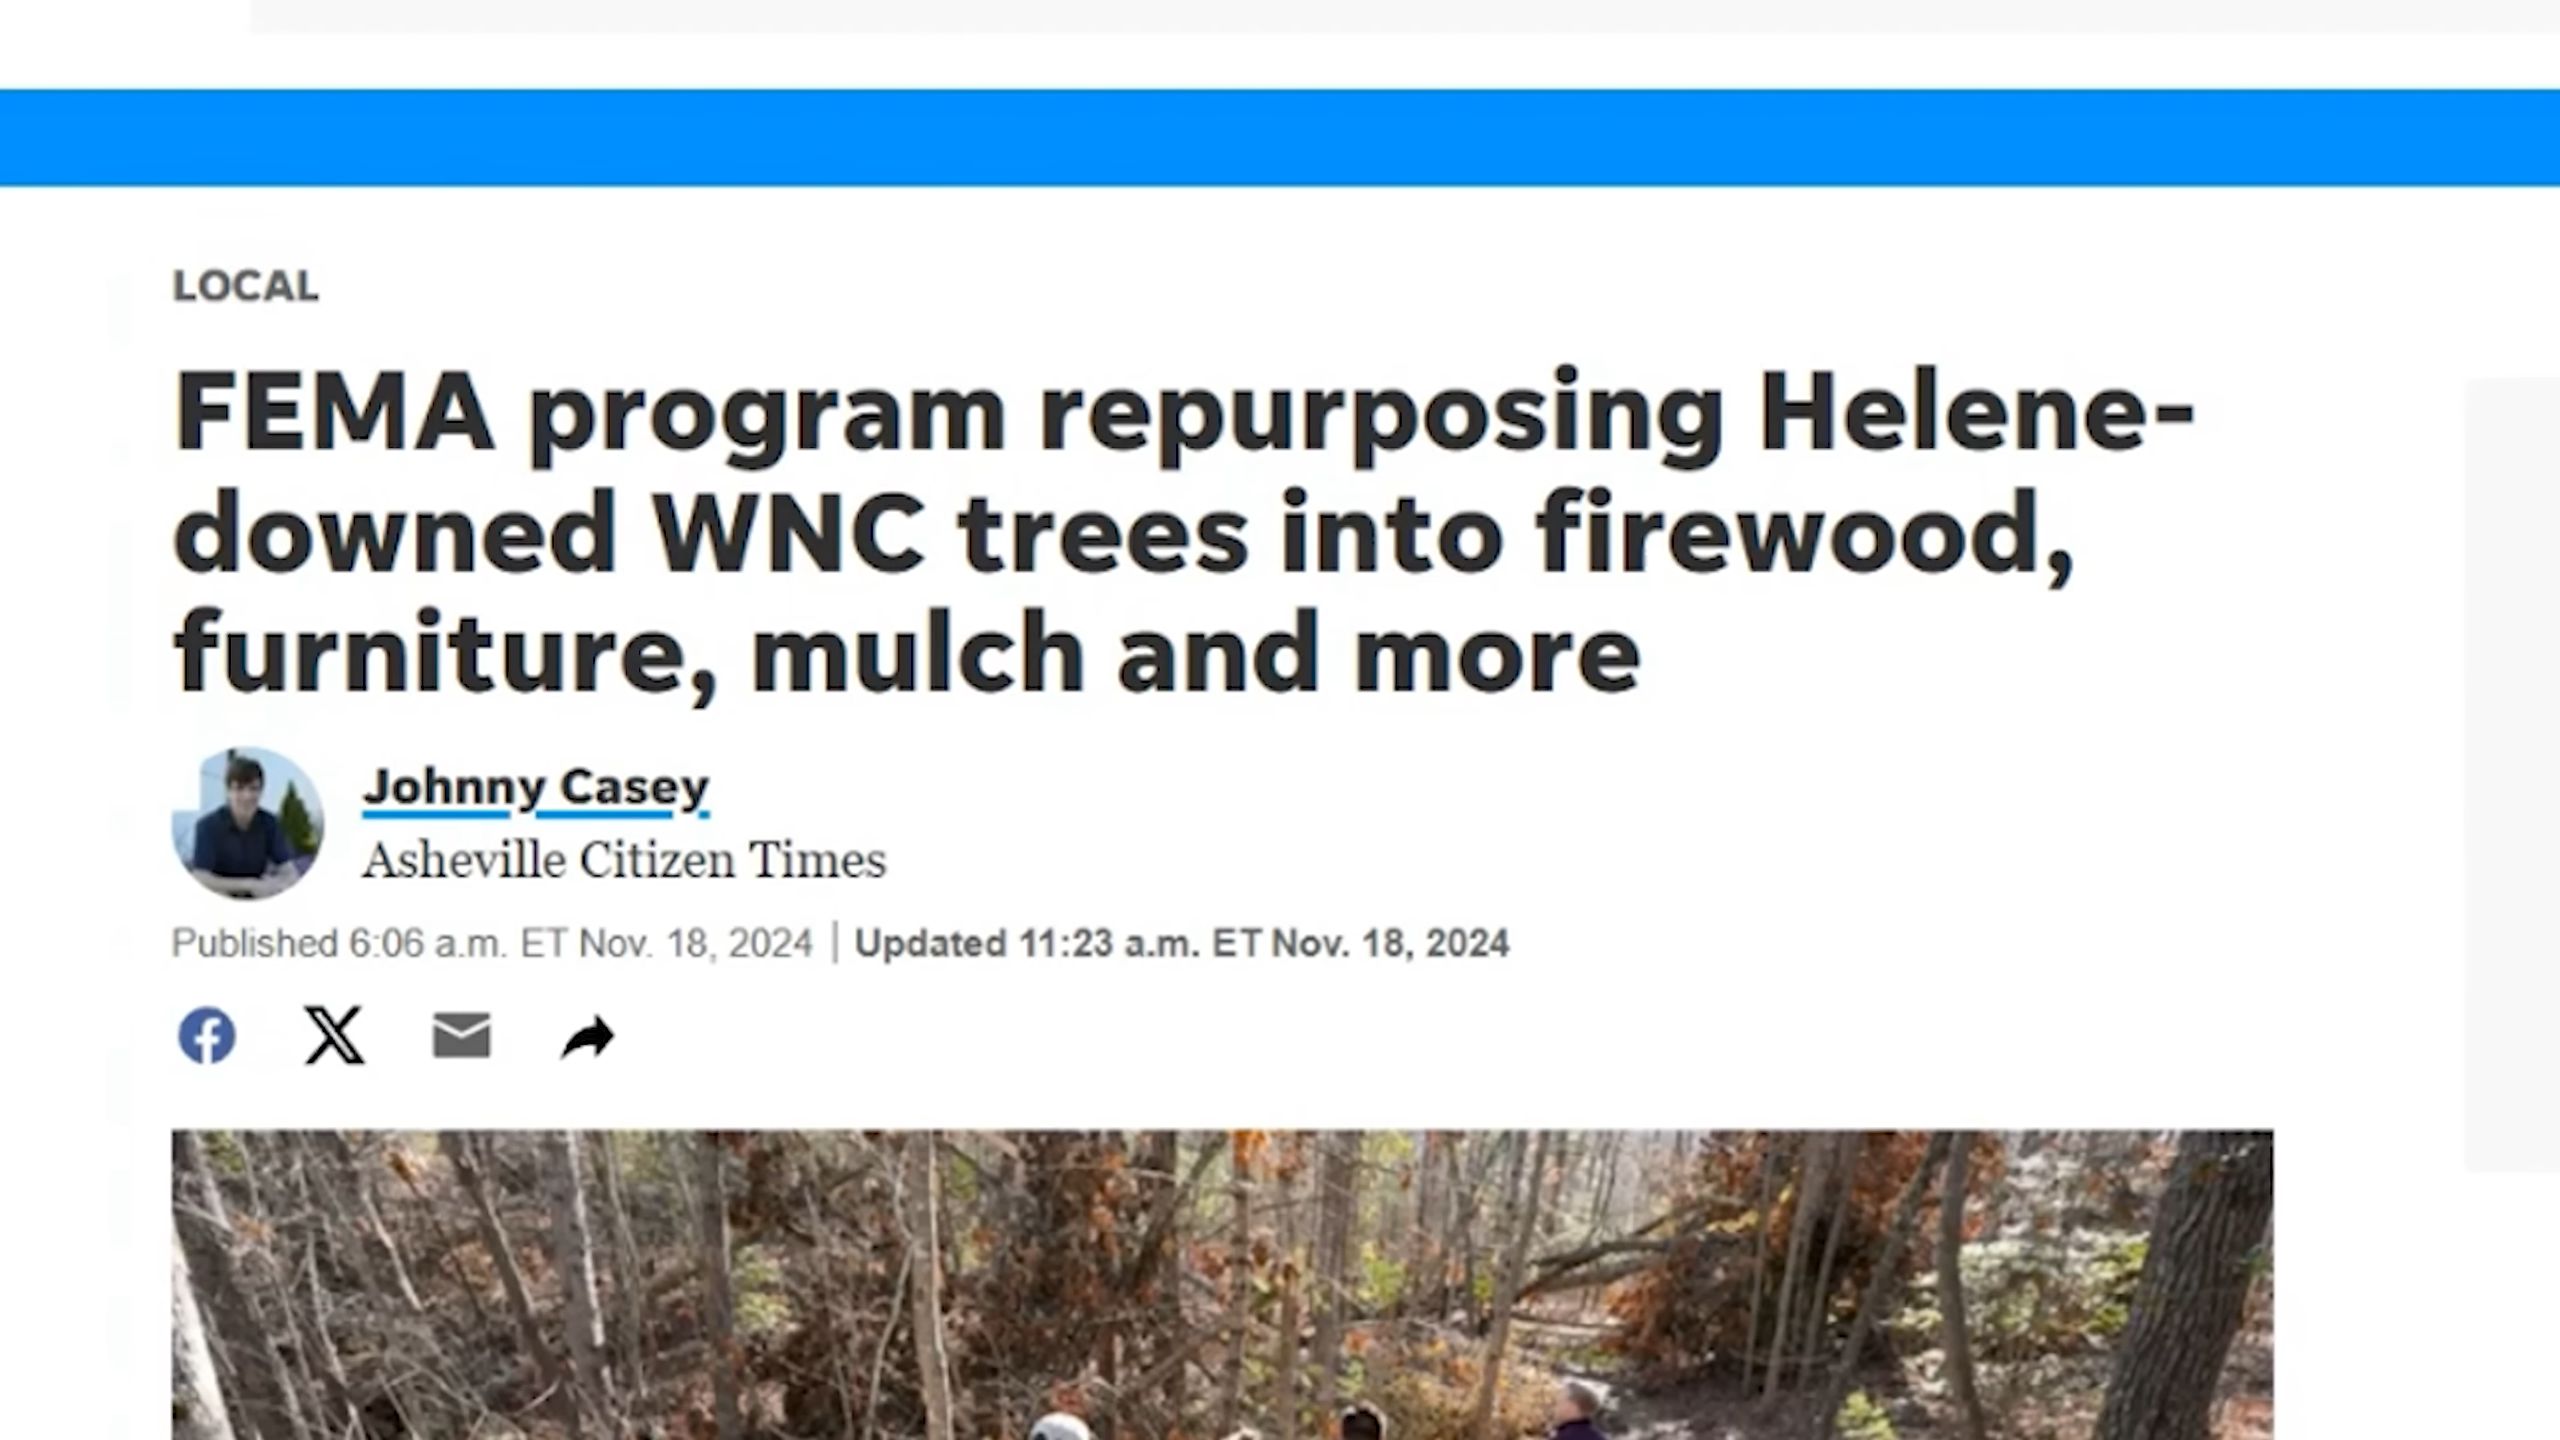 LOCAL
FEMA program repurposing Helene-
downed WNC trees into firewood,
furniture, mulch and more
Johnny Casey
Asheville Citizen Times
Published 6:06 a.m. ET Nov. 18, 2024 | Updated 11:23 a.m. ET Nov. 18, 2024